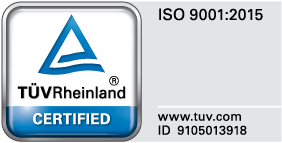 ISO 9001:2015
TÜVRheinland®
CERTIFIED
www.tuv.com
ID 9105013918